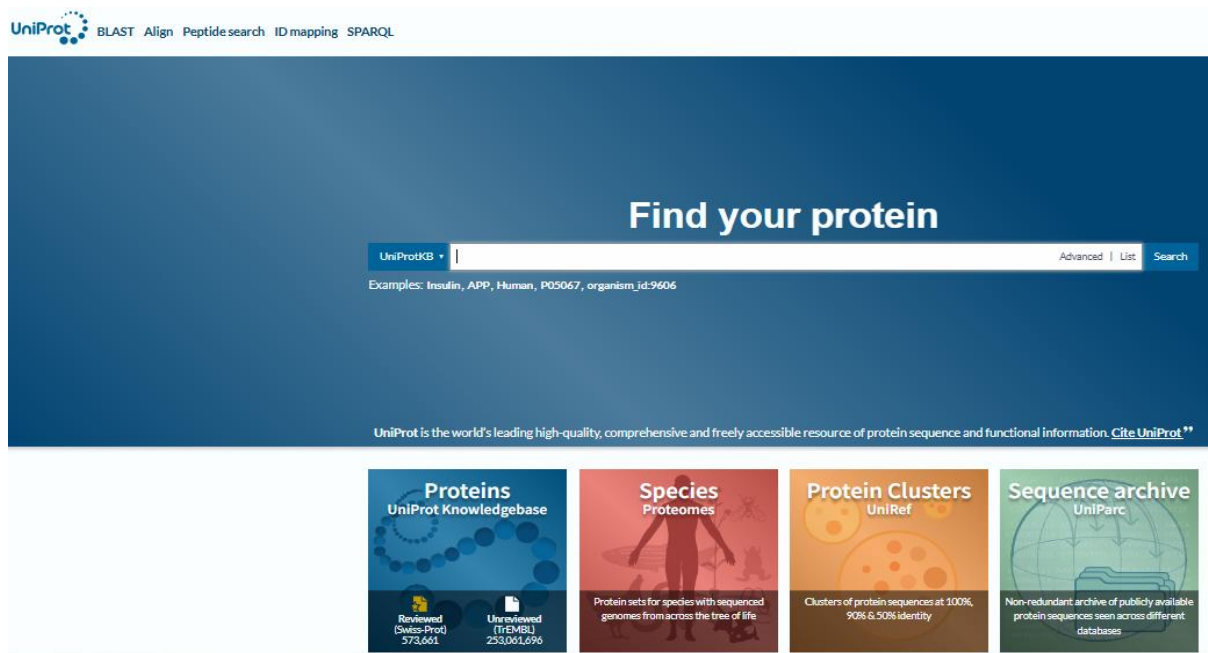 UniProt BLAST Align Peptide search ID mapping SPARQL
Find your protein
UniProtKB Advanced | List Search
Examples: Insulin, APP, Human, P05067, organism_id:9606
UniProt is the world's leading high-quality, comprehensive and freely accessible resource of protein sequence and functional information. Cite UniProt ”
Proteins
UniProt Knowledgebase
Reviewed
(Swiss-Prot)
573,661
Unreviewed
(TrEMBL)
253,061,696
Species
Proteomes
Protein sets for species with sequenced
genomes from across the tree of life
Protein Clusters
UniRef
Clusters of protein sequences at 100%,
90% & 50% identity
Sequence archive
UniParc
Non-redundant archive of publicly available
protein sequences seen across different
databases